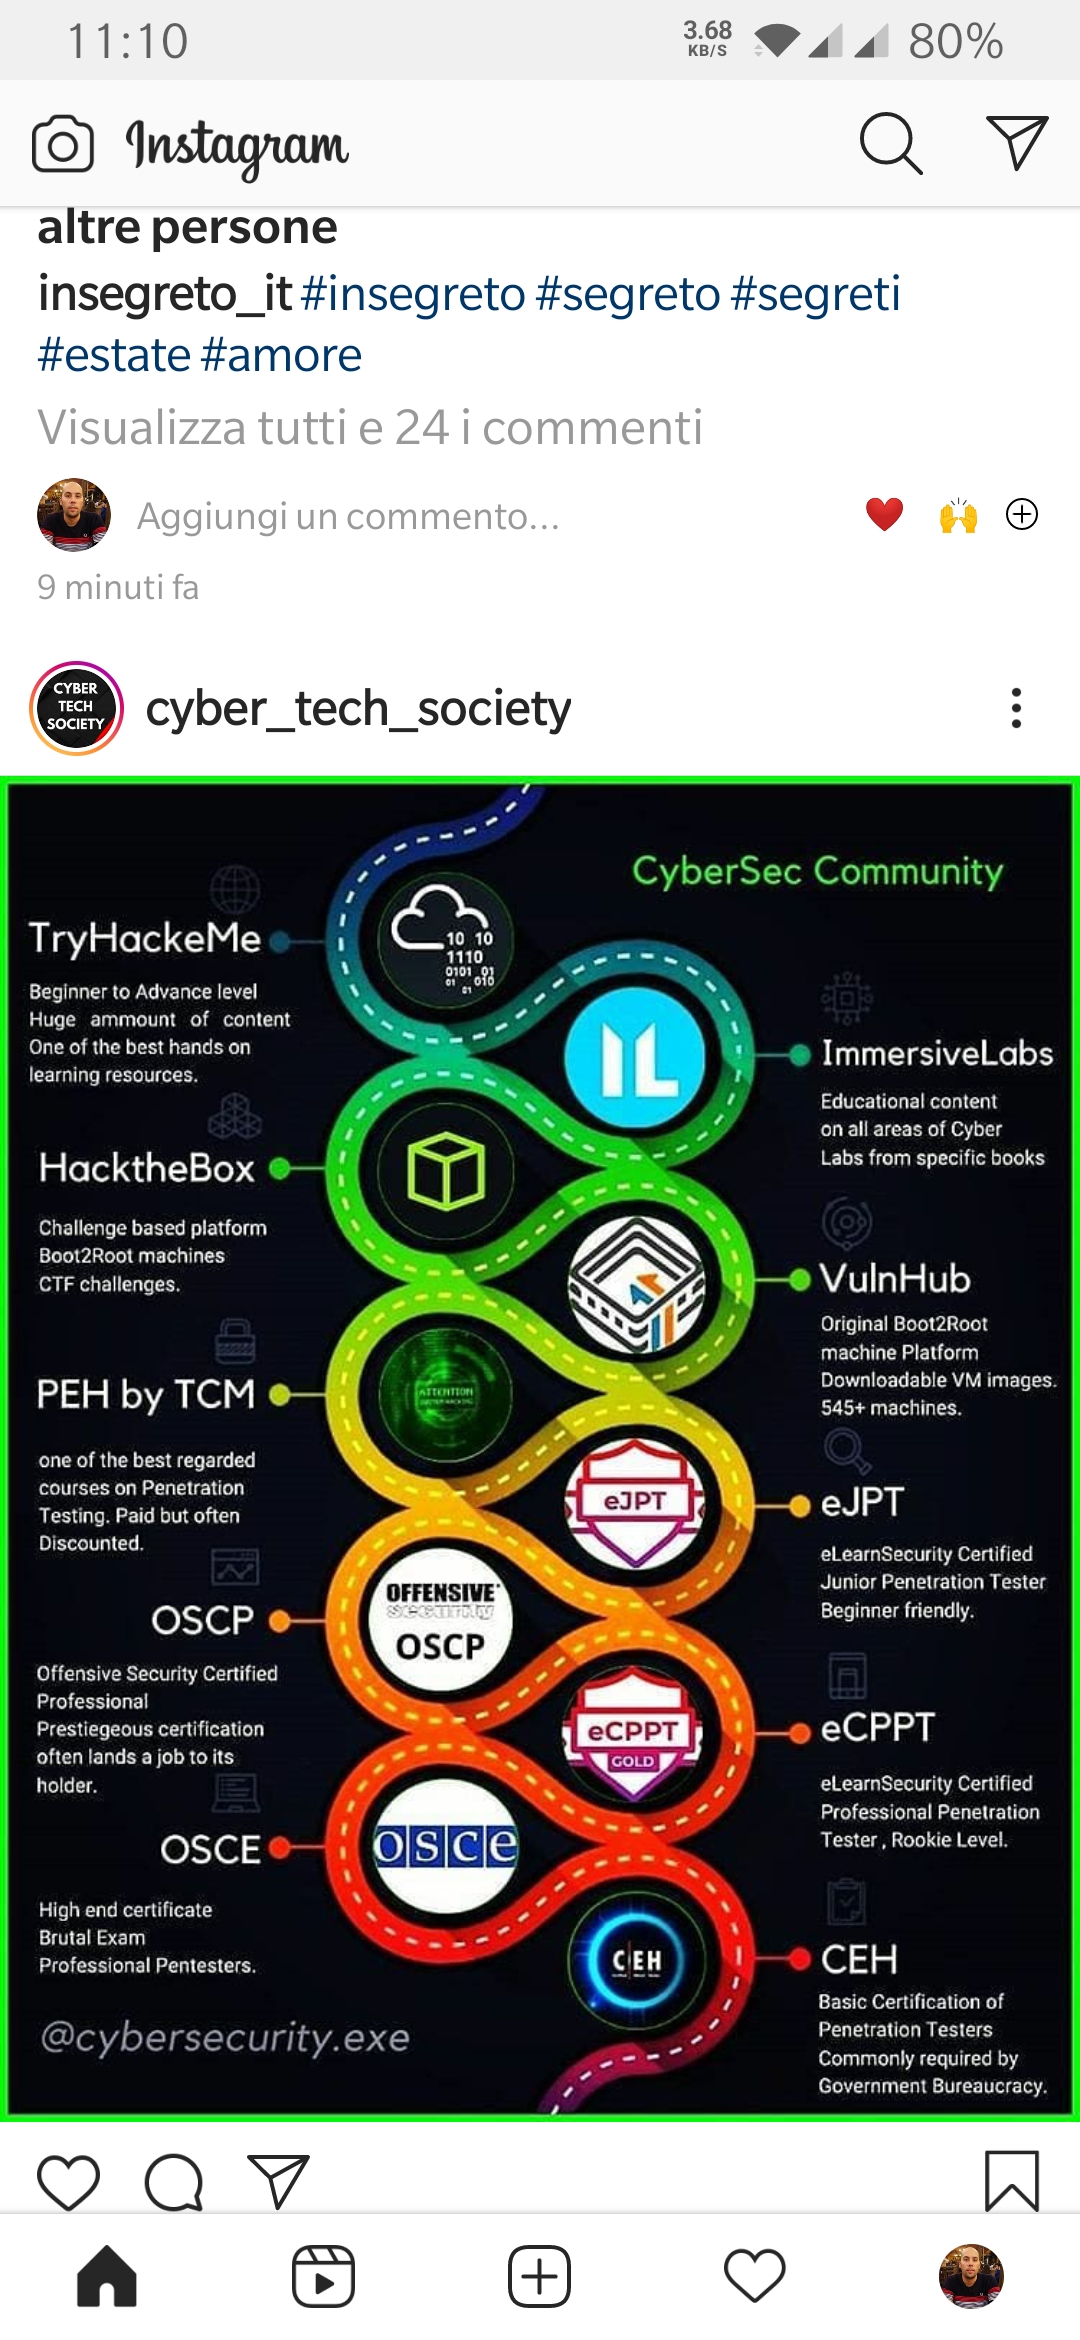 11:10
3.68
KB/S
80%
Instagram
altre persone
insegreto_it #insegreto #segreto #segreti
#estate #amore
Visualizza tutti e 24 i commenti
Aggiungi un commento...
9 minuti fa
CYBER
TECH
SOCIETY
cyber_tech_society
CyberSec Community
TryHackeMe
Beginner to Advance level
Huge ammount of content
One of the best hands on
learning resources.
10 10
1110
0101 01
01 010
01
IL
ImmersiveLabs
Educational content
on all areas of Cyber
Labs from specific books
HacktheBox
Challenge based platform
Boot2Root machines
CTF challenges.
VulnHub
Original Boot2Root
machine Platform
Downloadable VM images.
545+ machines.
PEH by TCM
one of the best regarded
courses on Penetration
Testing. Paid but often
Discounted.
ATTENTION
eJPT
eJPT
eLearnSecurity Certified
Junior Penetration Tester
Beginner friendly.
OSCP
Offensive Security Certified
Professional
Prestiegeous certification
often lands a job to its
holder.
OFFENSIVE
security
OSCP
eCPPT
GOLD
eCPPT
eLearnSecurity Certified
Professional Penetration
Tester , Rookie Level.
OSCE
High end certificate
Brutal Exam
Professional Pentesters.
osce
CEH
CEH
Basic Certification of
Penetration Testers
Commonly required by
Government Bureaucracy.
@cybersecurity.exe